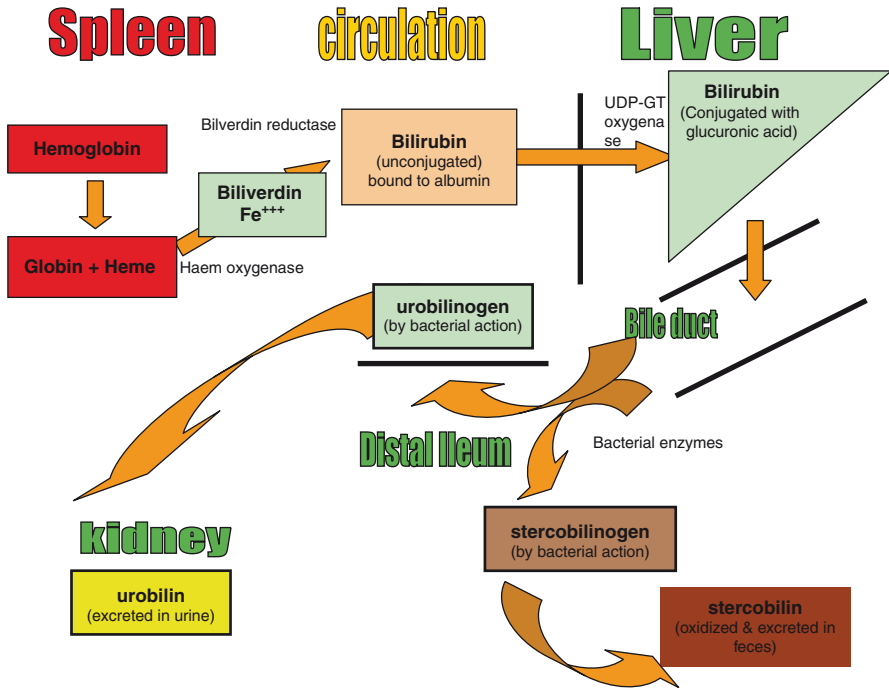 Spleen
circulation
Liver
Hemoglobin
Globin + Heme
Bilverdin reductase
Biliverdin
Fe+++
Haem oxygenase
Bilirubin
(unconjugated)
bound to albumin
UDP-GT
oxygena
se
Bilirubin
(Conjugated with
glucuronic acid)
urobilinogen
(by bacterial action)
Bile duct
Distal Ileum
Bacterial enzymes
kidney
urobilin
(excreted in urine)
stercobilinogen
(by bacterial action)
stercobilin
(oxidized & excreted in
feces)